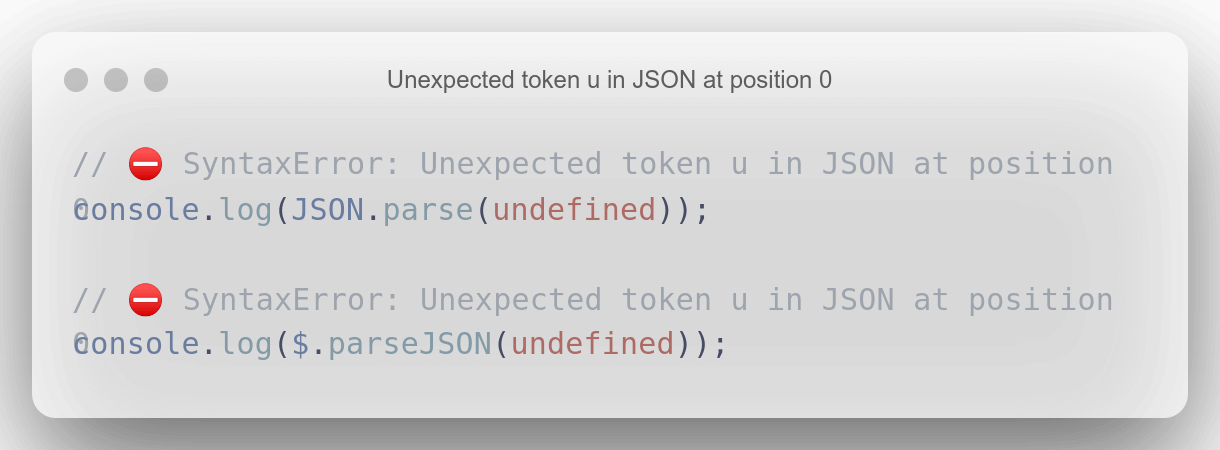 Unexpected token u in JSON at position 0
// ⛔ SyntaxError: Unexpected token u in JSON at position
0
console.log(JSON.parse(undefined));
// ⛔ SyntaxError: Unexpected token u in JSON at position
0
console.log($.parseJSON(undefined));